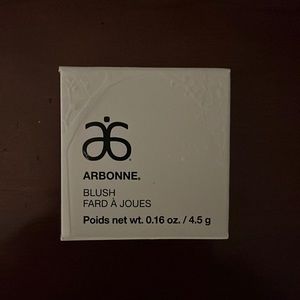 ARBONNE®
BLUSH
FARD À JOUES
Poids net wt. 0.16 oz. / 4.5 g